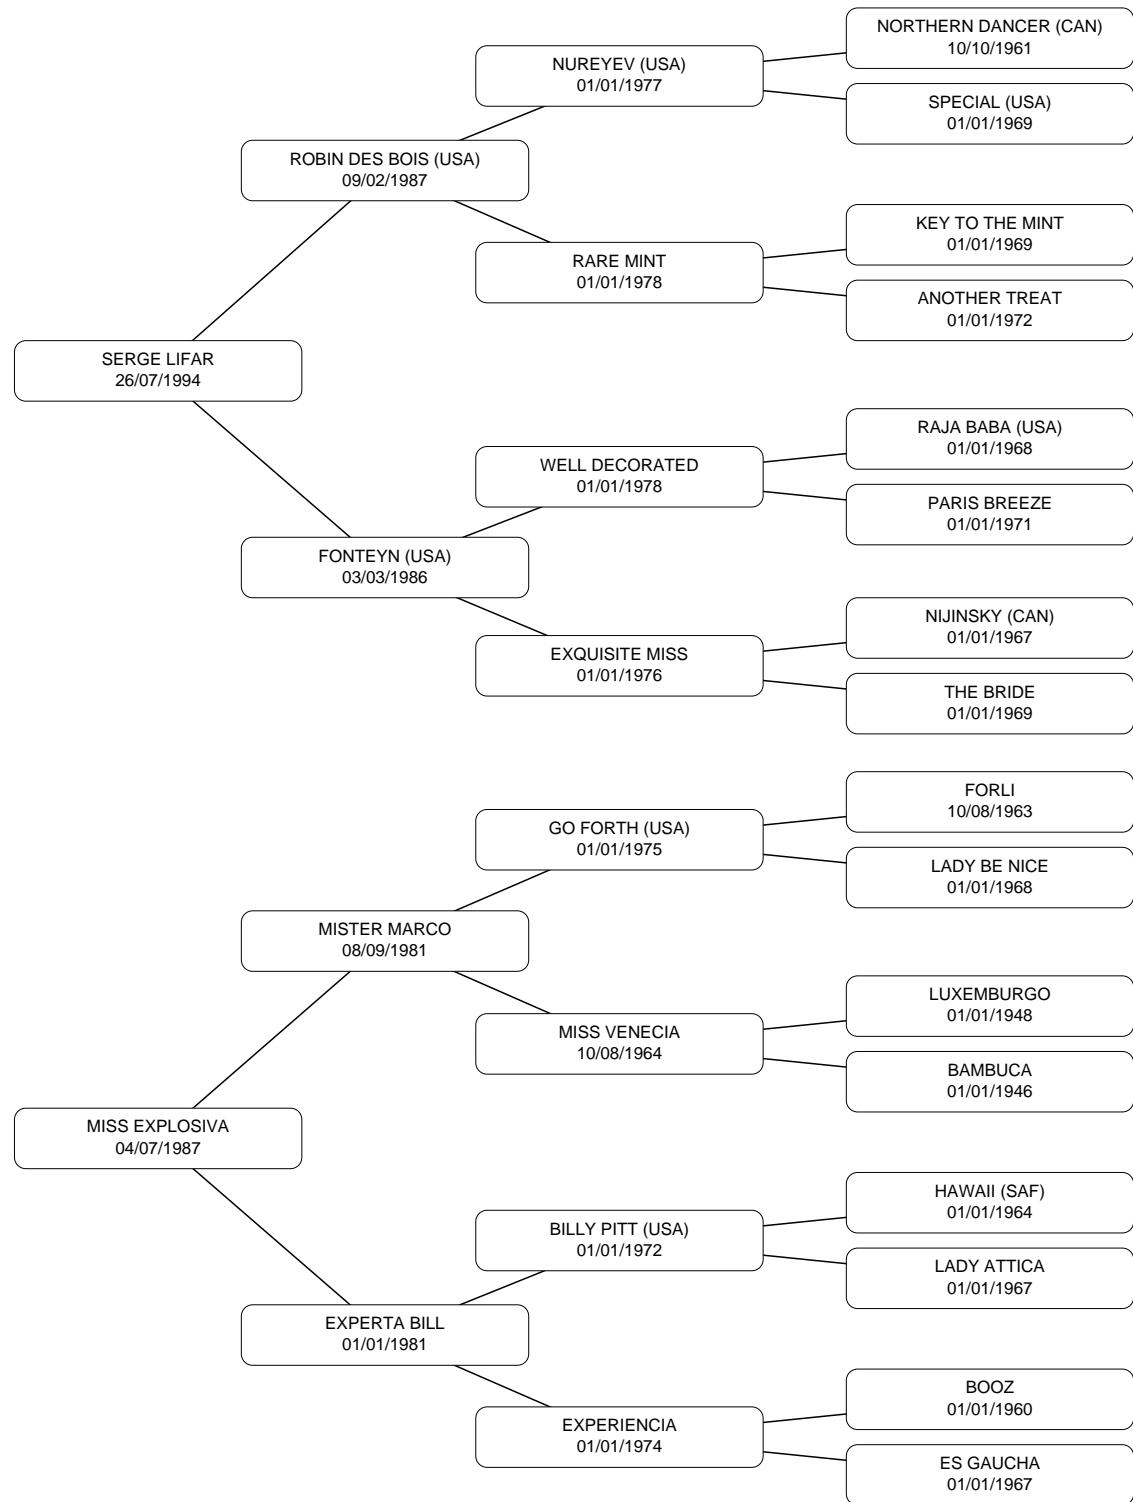 NORTHERN DANCER (CAN)
10/10/1961
NUREYEV (USA)
01/01/1977
SPECIAL (USA)
01/01/1969
ROBIN DES BOIS (USA)
09/02/1987
KEY TO THE MINT
01/01/1969
RARE MINT
01/01/1978
ANOTHER TREAT
01/01/1972
SERGE LIFAR
26/07/1994
RAJA BABA (USA)
01/01/1968
WELL DECORATED
01/01/1978
PARIS BREEZE
01/01/1971
FONTEYN (USA)
03/03/1986
NIJINSKY (CAN)
01/01/1967
EXQUISITE MISS
01/01/1976
THE BRIDE
01/01/1969
FORLI
10/08/1963
GO FORTH (USA)
01/01/1975
LADY BE NICE
01/01/1968
MISTER MARCO
08/09/1981
LUXEMBURGO
01/01/1948
MISS VENECIA
10/08/1964
BAMBUCA
01/01/1946
MISS EXPLOSIVA
04/07/1987
HAWAII (SAF)
01/01/1964
BILLY PITT (USA)
01/01/1972
LADY ATTICA
01/01/1967
EXPERTA BILL
01/01/1981
BOOZ
01/01/1960
EXPERIENCIA
01/01/1974
ES GAUCHA
01/01/1967